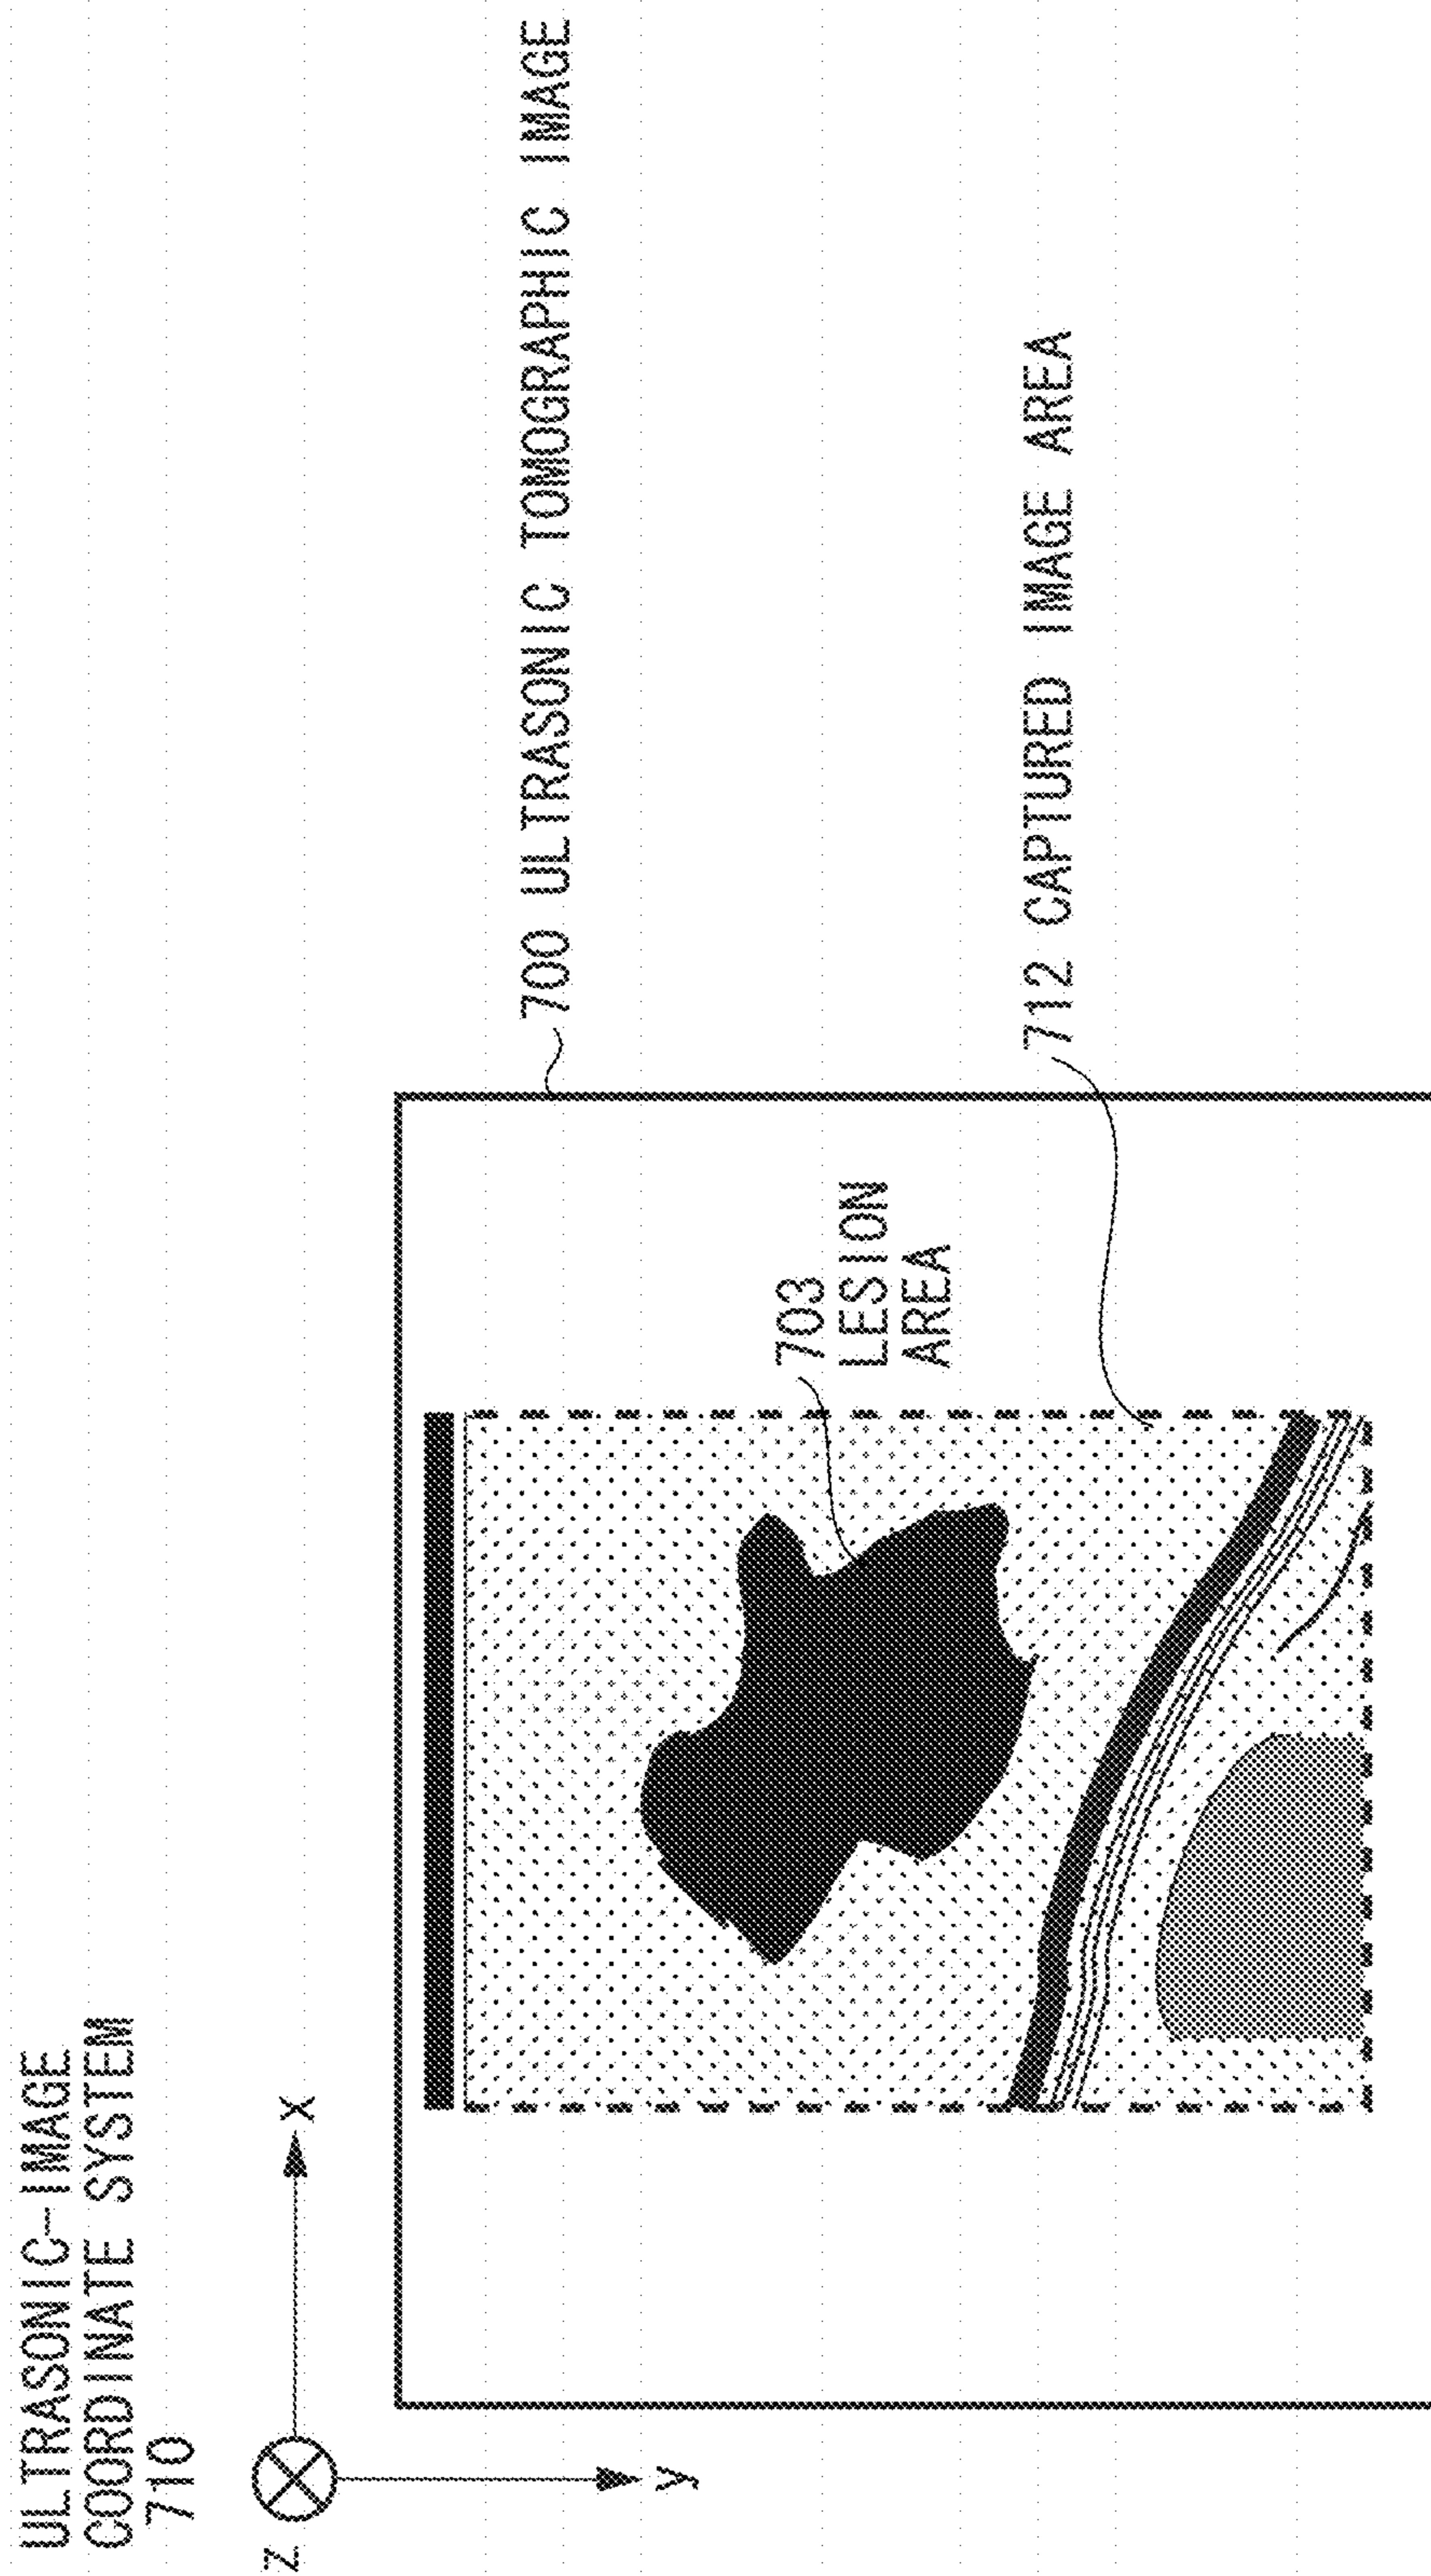 ULTRASONIC-IMAGE
COORDINATE SYSTEM
710
z
x
y
700 ULTRASONIC TOMOGRAPHIC IMAGE
703
LESION
AREA
712 CAPTURED IMAGE AREA